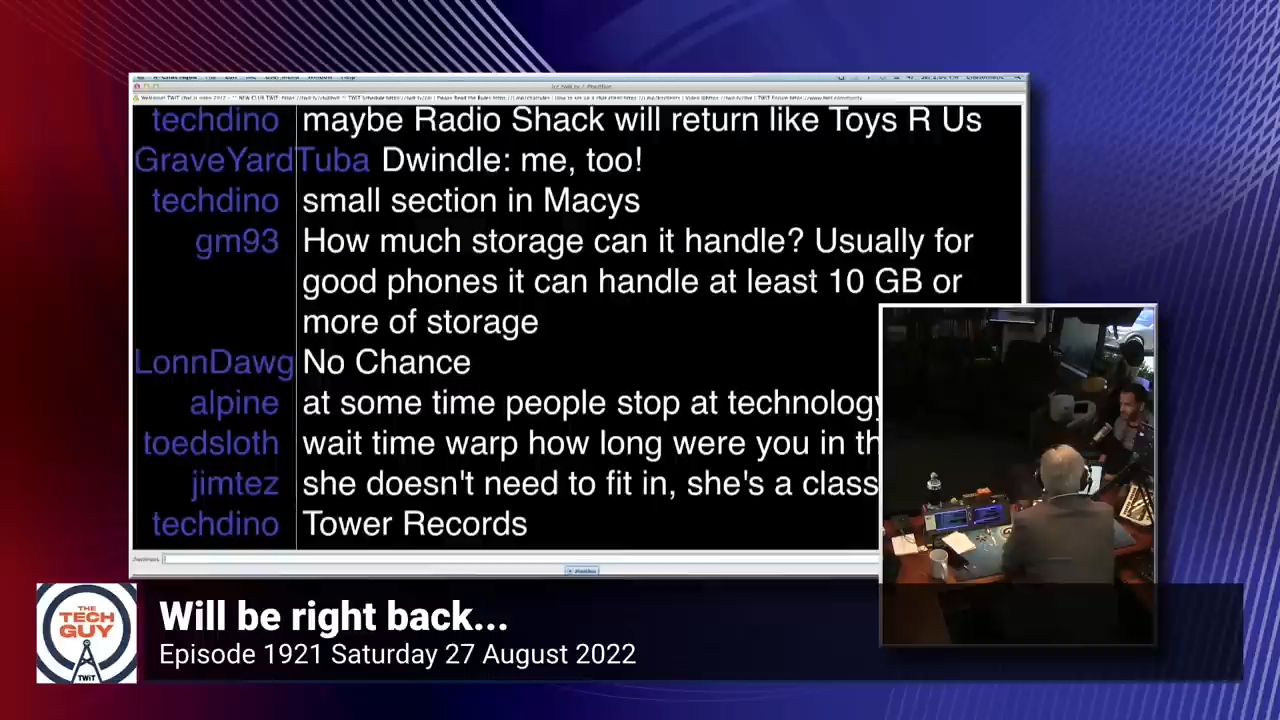 techdino maybe Radio Shack will return like Toys R Us
GraveYardTuba Dwindle: me, too!
techdino small section in Macys
gm93 How much storage can it handle? Usually for
good phones it can handle at least 10 GB or
more of storage
LonnDawg No Chance
alpine at some time people stop at technology
toedsloth wait time warp how long were you in th
jimtez she doesn't need to fit in, she's a class
techdino Tower Records
THE
TECH
GUY
TWiT
Will be right back...
Episode 1921 Saturday 27 August 2022